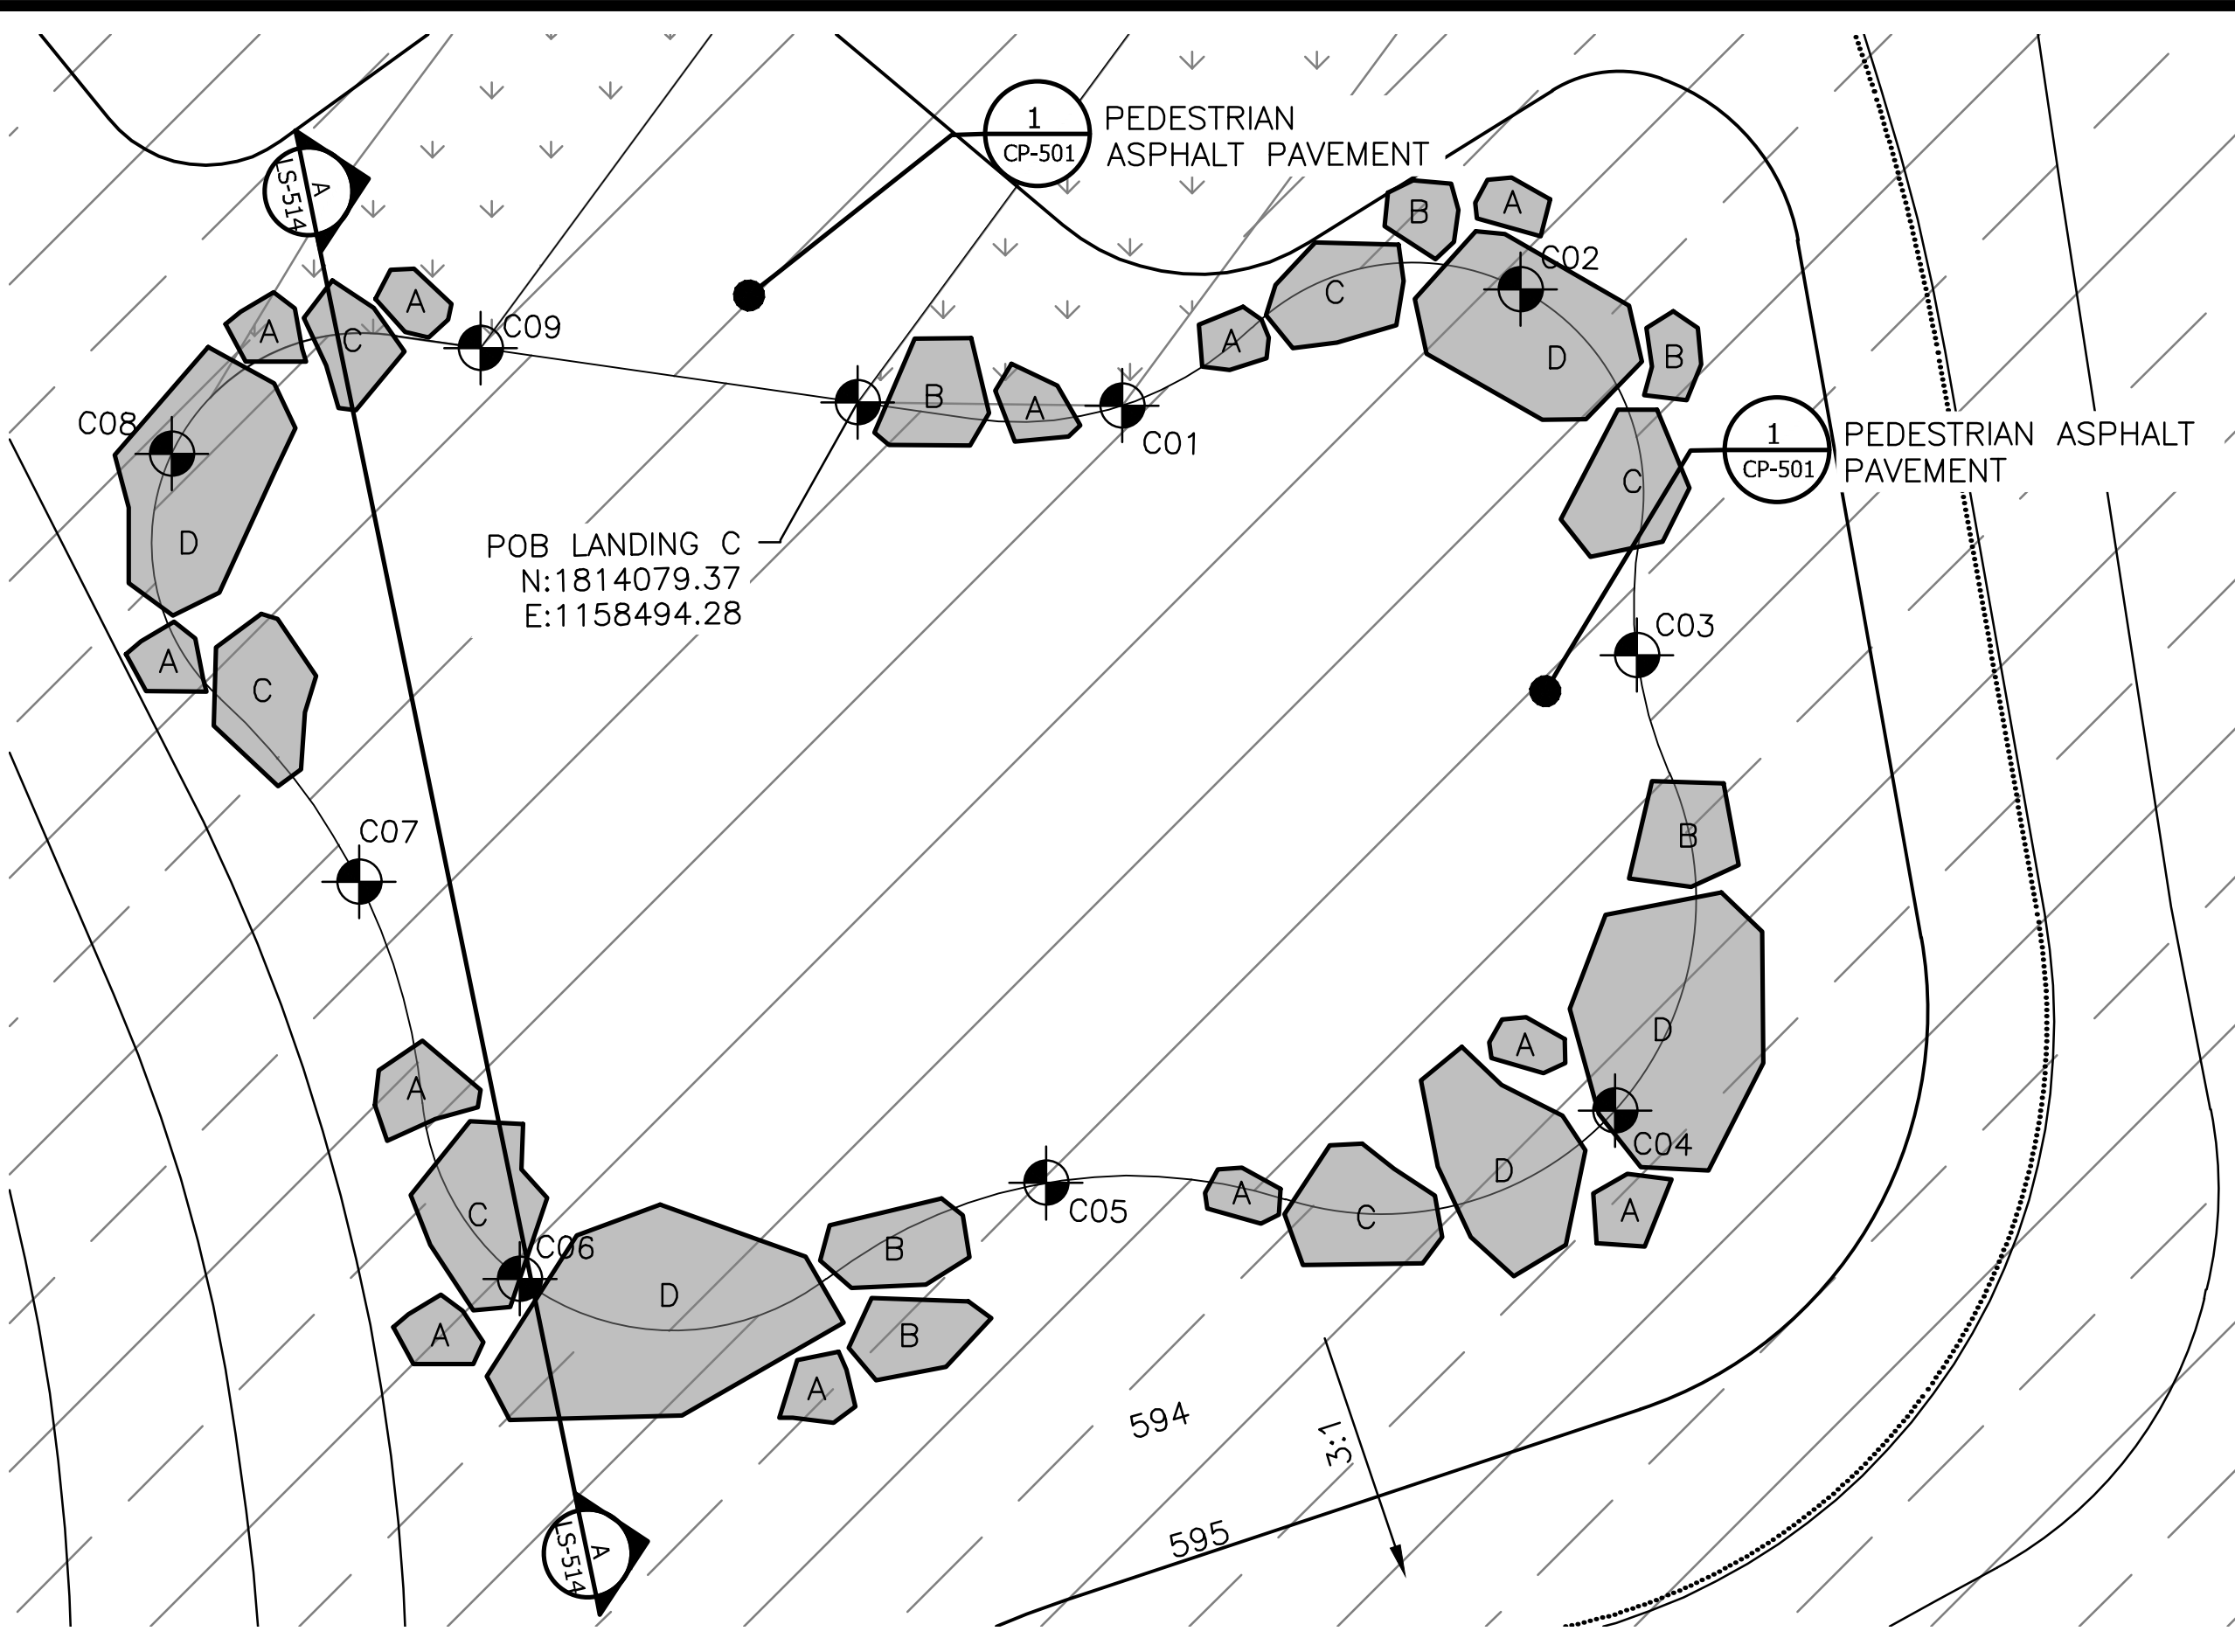 1
CP-501
PEDESTRIAN
ASPHALT PAVEMENT
A
LS-514
B
A
C02
A
C
A
C
A
C09
C
D
B
B
A
A
C01
C08
D
C
1
CP-501
PEDESTRIAN ASPHALT
PAVEMENT
POB LANDING C
N:1814079.37
E:1158494.28
C03
A
C
C07
B
D
A
A
C04
D
A
C
A
C05
C
C06
B
D
B
A
A
594
3:1
595
A
LS-514